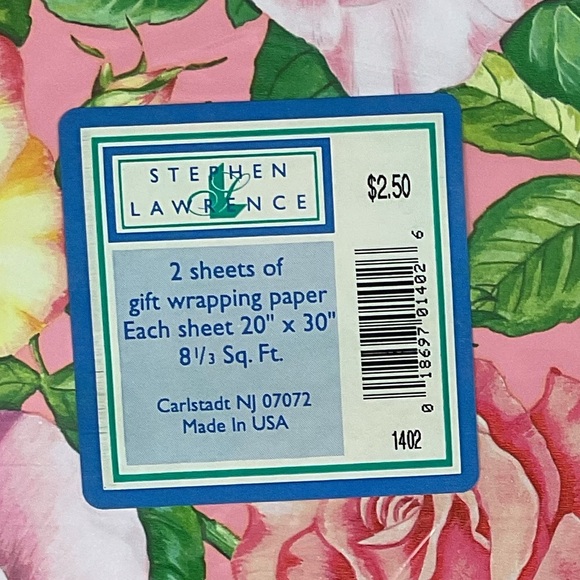 STEPHEN
LAWRENCE
2 sheets of
gift wrapping paper
Each sheet 20" x 30"
8 1/3 Sq. Ft.
Carlstadt NJ 07072
Made In USA
$2.50
0 18697 01402 6
1402